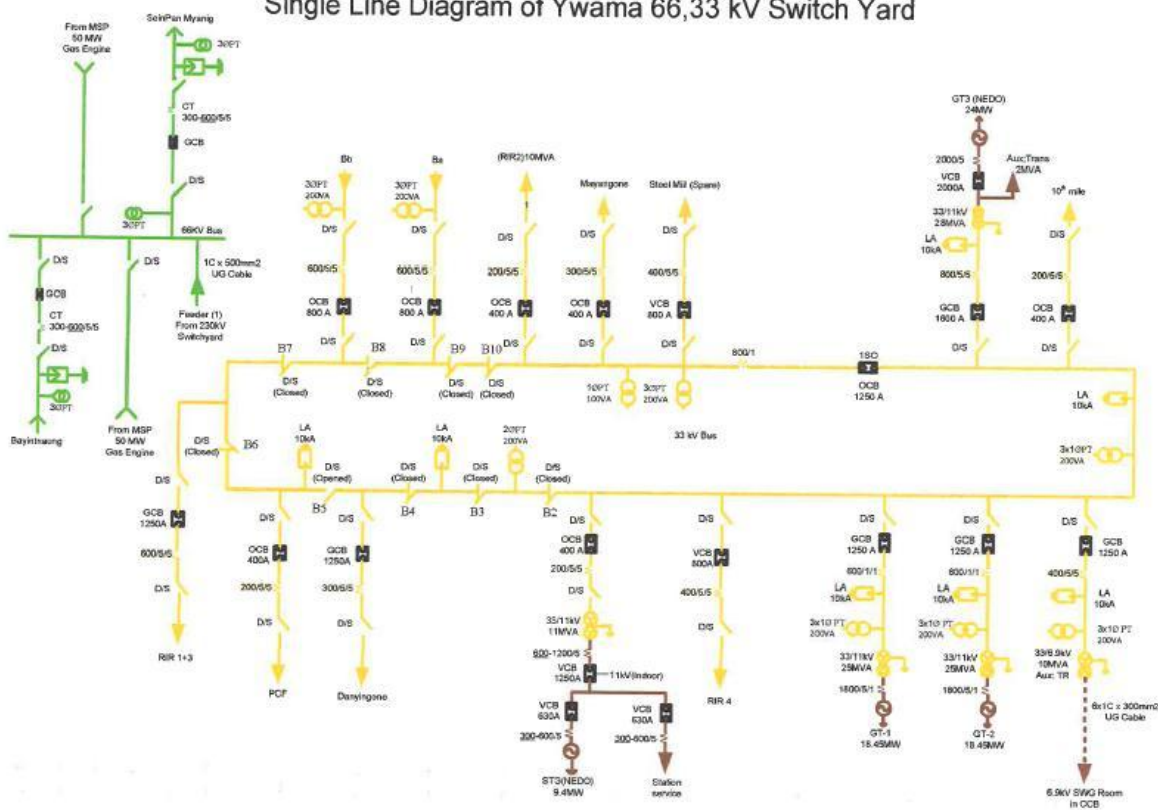 Single Line Diagram of Ywama 66,33 kV Switch Yard
From MSP
50 MW
Gas Engine
SeinPan Myanig
3ØPT
CT
300-600/5/5
GCB
D/S
3ØPT
66KV Bus
D/S
GCB
CT
300-600/5/5
D/S
3ØPT
Bayintnaung
D/S
From MSP
50 MW
Gas Engine
1C x 500mm2
UG Cable
Feeder (1)
From 230kV
Switchyard
Bb
3ØPT
200VA
D/S
600/5/5
OCB
800 A
D/S
Ba
3ØPT
200VA
D/S
600/5/5
OCB
800 A
D/S
(RIR2)10MVA
D/S
200/5/5
OCB
400 A
D/S
Mayangone
D/S
300/5/5
OCB
400 A
D/S
Steel Mill (Spare)
D/S
400/5/5
VCB
800 A
D/S
GT3 (NEDO)
24MW
2000/5
VCB
2000A
Aux;Trans
2MVA
33/11kV
28MVA
LA
10kA
800/5/5
GCB
1600 A
D/S
10th mile
D/S
200/5/5
OCB
400 A
D/S
B7
D/S
(Closed)
B8
D/S
(Closed)
B9
D/S
(Closed)
B10
D/S
(Closed)
1ØPT
100VA
3ØPT
200VA
800/1
1SO
OCB
1250 A
33 kV Bus
LA
10kA
3x1ØPT
200VA
D/S
(Closed)
B6
LA
10kA
D/S
(Opened)
B5
LA
10kA
D/S
(Closed)
B4
D/S
(Closed)
B3
2ØPT
200VA
D/S
(Closed)
B2
D/S
GCB
1250A
600/5/5
D/S
RIR 1+3
D/S
OCB
400A
200/5/5
D/S
PCF
D/S
GCB
1250A
300/5/5
D/S
Danyingone
D/S
OCB
400 A
200/5/5
D/S
33/11kV
11MVA
600-1200/5
VCB
1250A
11kV(Indoor)
VCB
630A
300-600/5
ST3(NEDO)
9.4MW
VCB
630A
300-600/5
Station
service
D/S
VCB
800A
400/5/5
D/S
RIR 4
D/S
GCB
1250 A
600/1/1
LA
10kA
3x1Ø PT
200VA
33/11kV
25MVA
1800/5/1
GT-1
18.45MW
D/S
GCB
1250 A
600/1/1
LA
10kA
3x1Ø PT
200VA
33/11kV
25MVA
1800/5/1
GT-2
18.45MW
D/S
GCB
1250 A
400/5/5
LA
10kA
3x1Ø PT
200VA
33/6.9kV
10MVA
Aux: TR
6x1C x 300mm2
UG Cable
6.9kV SWG Room
in CCB